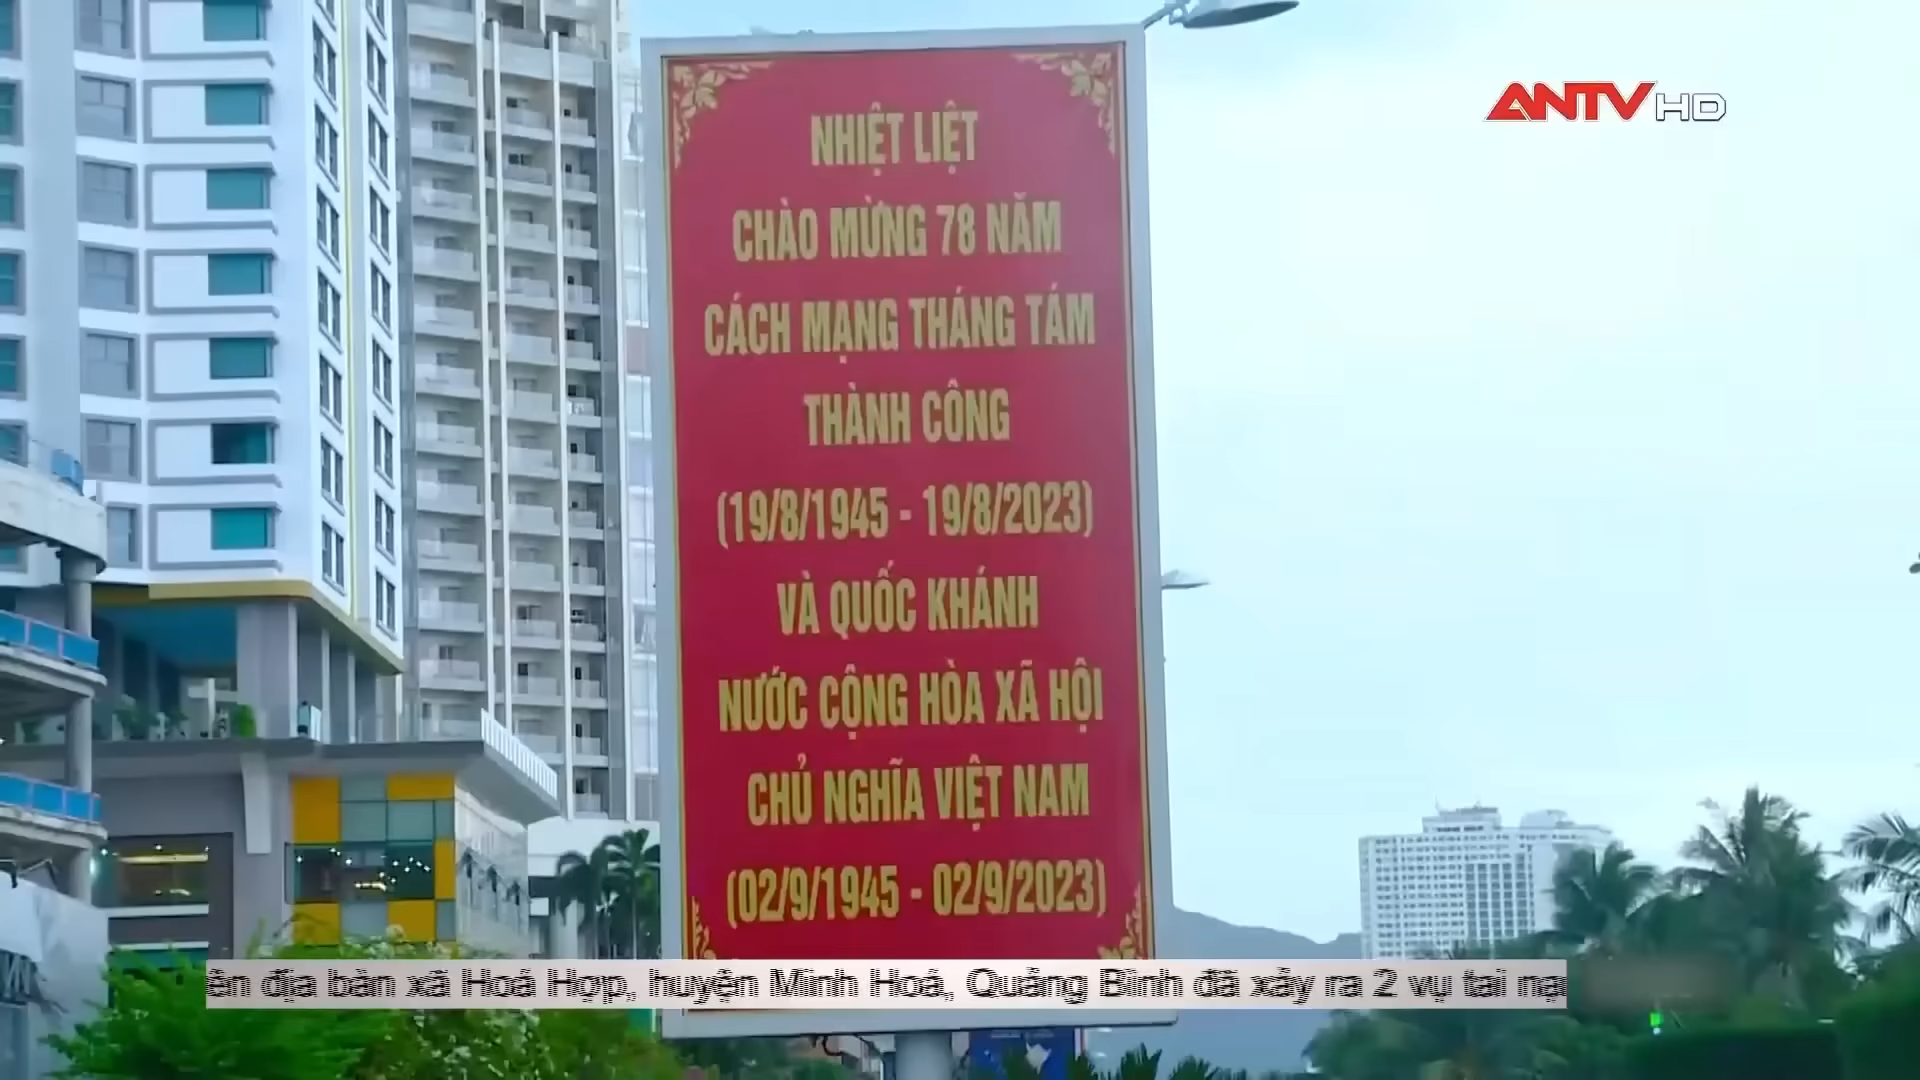 ANTV HD
NHIỆT LIỆT
CHÀO MỪNG 78 NĂM
CÁCH MẠNG THÁNG TÁM
THÀNH CÔNG
(19/8/1945 - 19/8/2023)
VÀ QUỐC KHÁNH
NƯỚC CỘNG HÒA XÃ HỘI
CHỦ NGHĨA VIỆT NAM
(02/9/1945 - 02/9/2023)
ên địa bàn xã Hoá Hợp, huyện Minh Hoá, Quảng Bình đã xảy ra 2 vụ tai nạ